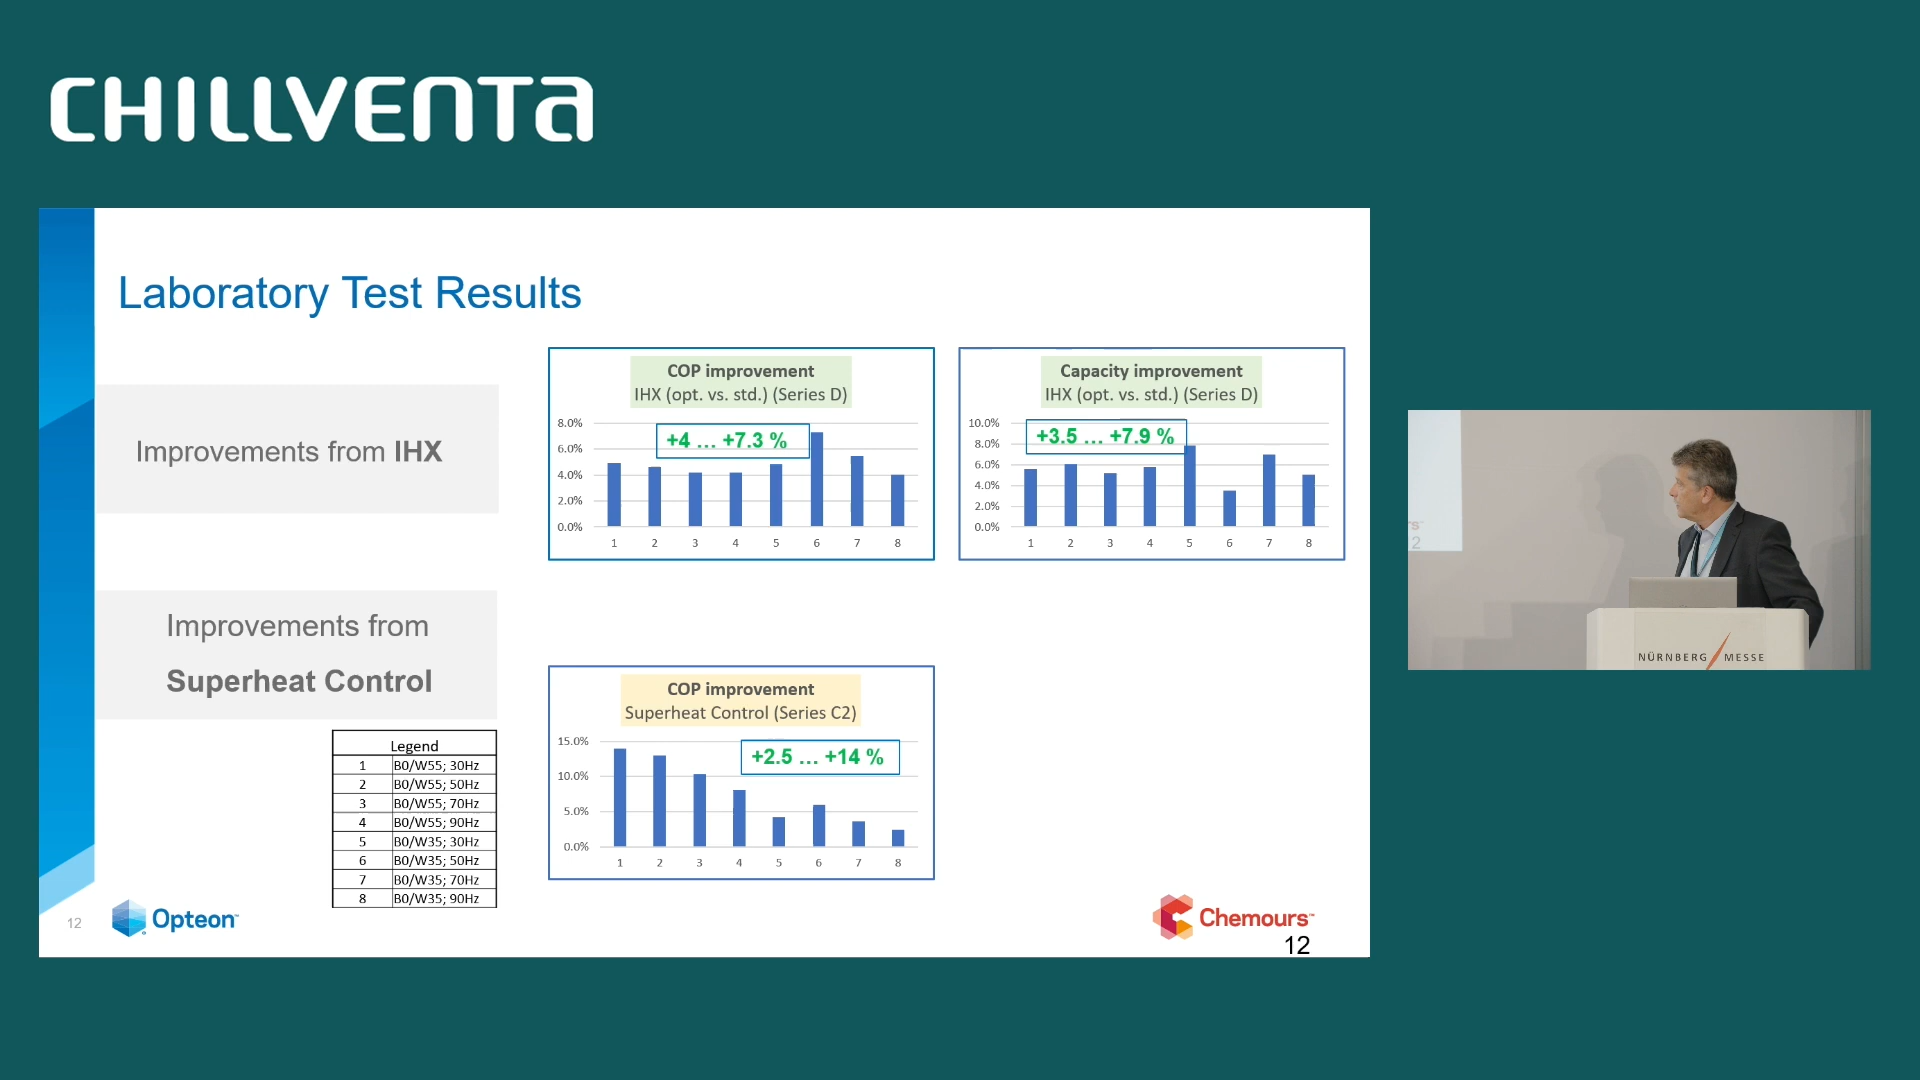 CHILLVENTA
Laboratory Test Results
Improvements from IHX
COP improvement
IHX (opt. vs. std.) (Series D)
8.0%
6.0%
4.0%
2.0%
0.0%
+4 … +7.3 %
1 2 3 4 5 6 7 8
Capacity improvement
IHX (opt. vs. std.) (Series D)
10.0%
8.0%
6.0%
4.0%
2.0%
0.0%
+3.5 … +7.9 %
1 2 3 4 5 6 7 8
Improvements from
Superheat Control
COP improvement
Superheat Control (Series C2)
15.0%
10.0%
5.0%
0.0%
+2.5 … +14 %
1 2 3 4 5 6 7 8
Legend
1 B0/W55; 30Hz
2 B0/W55; 50Hz
3 B0/W55; 70Hz
4 B0/W55; 90Hz
5 B0/W35; 30Hz
6 B0/W35; 50Hz
7 B0/W35; 70Hz
8 B0/W35; 90Hz
12
Opteon™
Chemours™
12
NÜRNBERG MESSE